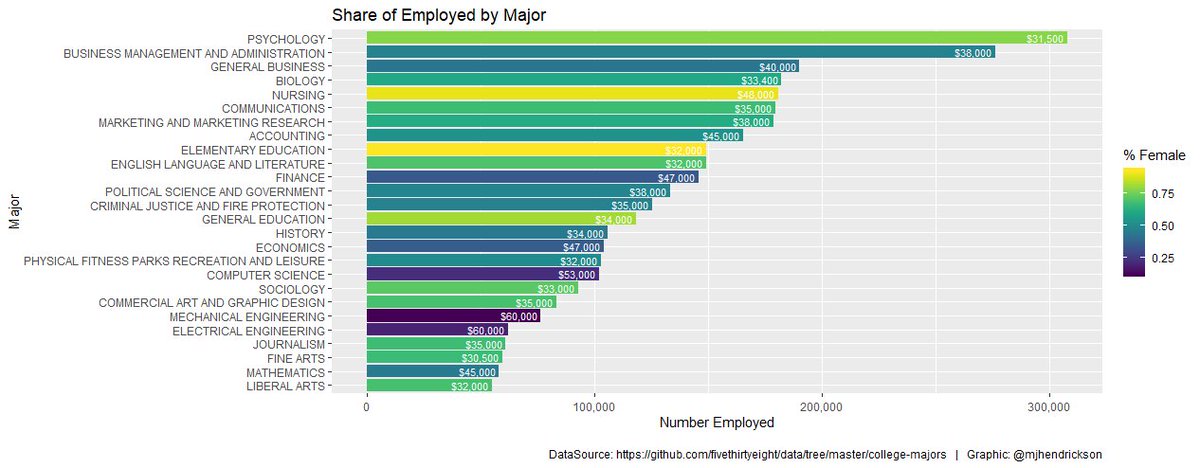 Share of Employed by Major
PSYCHOLOGY $31,500
BUSINESS MANAGEMENT AND ADMINISTRATION $38,000
GENERAL BUSINESS $40,000
BIOLOGY $33,400
NURSING $48,000
COMMUNICATIONS $35,000
MARKETING AND MARKETING RESEARCH $38,000
ACCOUNTING $45,000
ELEMENTARY EDUCATION $32,000
ENGLISH LANGUAGE AND LITERATURE $32,000
FINANCE $47,000
POLITICAL SCIENCE AND GOVERNMENT $38,000
CRIMINAL JUSTICE AND FIRE PROTECTION $35,000
GENERAL EDUCATION $34,000
HISTORY $34,000
ECONOMICS $47,000
PHYSICAL FITNESS PARKS RECREATION AND LEISURE $32,000
COMPUTER SCIENCE $53,000
SOCIOLOGY $33,000
COMMERCIAL ART AND GRAPHIC DESIGN $35,000
MECHANICAL ENGINEERING $60,000
ELECTRICAL ENGINEERING $60,000
JOURNALISM $35,000
FINE ARTS $30,500
MATHEMATICS $45,000
LIBERAL ARTS $32,000
Major
0 100,000 200,000 300,000
Number Employed
% Female
0.75
0.50
0.25
DataSource: https://github.com/fivethirtyeight/data/tree/master/college-majors | Graphic: @mjhendrickson